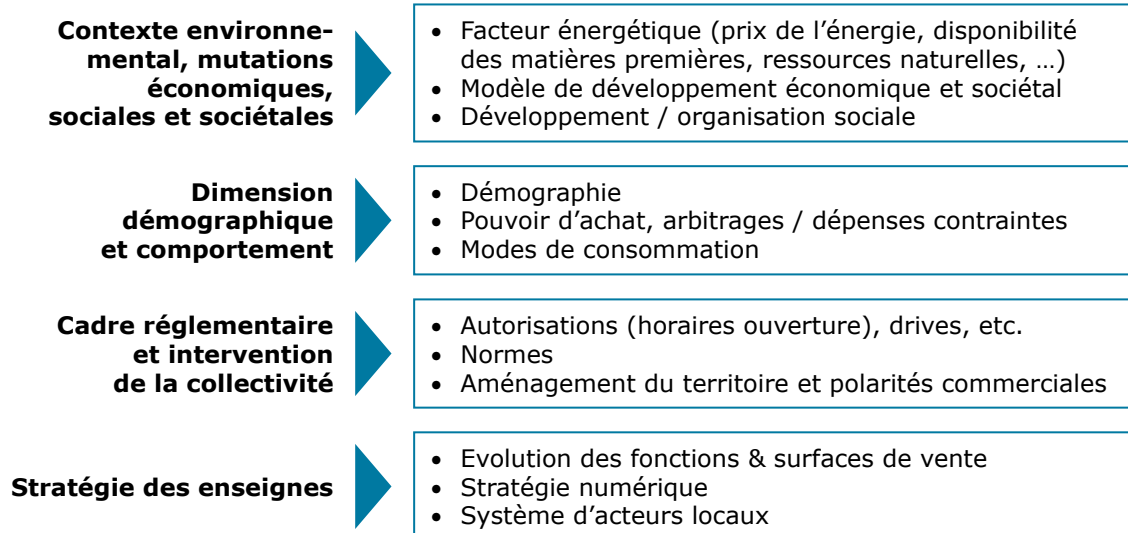 Contexte environne-
mental, mutations
économiques,
sociales et sociétales
• Facteur énergétique (prix de l’énergie, disponibilité
des matières premières, ressources naturelles, …)
• Modèle de développement économique et sociétal
• Développement / organisation sociale
Dimension
démographique
et comportement
• Démographie
• Pouvoir d’achat, arbitrages / dépenses contraintes
• Modes de consommation
Cadre réglementaire
et intervention
de la collectivité
• Autorisations (horaires ouverture), drives, etc.
• Normes
• Aménagement du territoire et polarités commerciales
Stratégie des enseignes
• Evolution des fonctions & surfaces de vente
• Stratégie numérique
• Système d’acteurs locaux